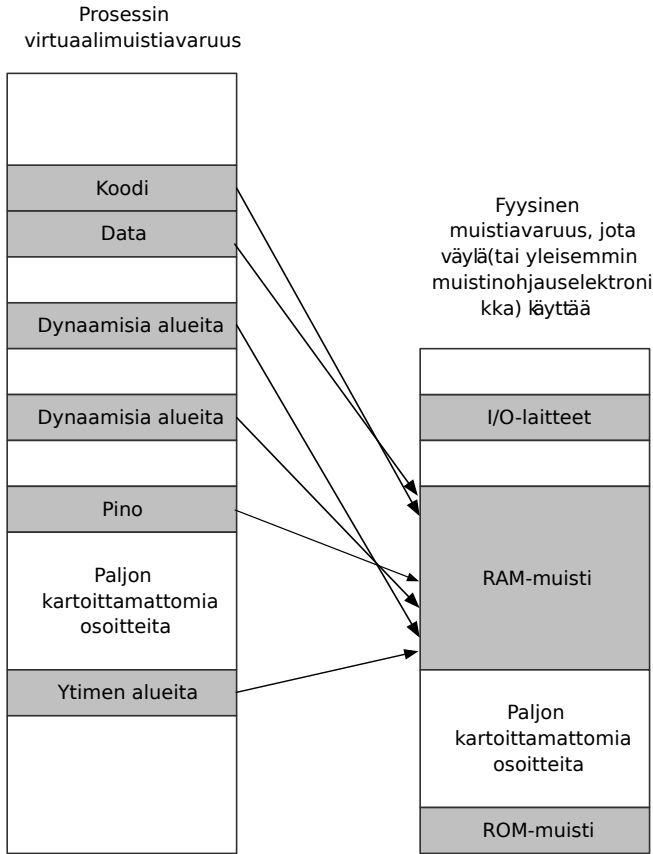 Prosessin
virtuaalimuistiavaruus
Koodi
Data
Dynaamisia alueita
Dynaamisia alueita
Pino
Paljon
kartoittamattomia
osoitteita
Ytimen alueita
Fyysinen
muistiavaruus, jota
väylä(tai yleisemmin
muistinohjauselektroni
kka) käyttää
I/O-laitteet
RAM-muisti
Paljon
kartoittamattomia
osoitteita
ROM-muisti